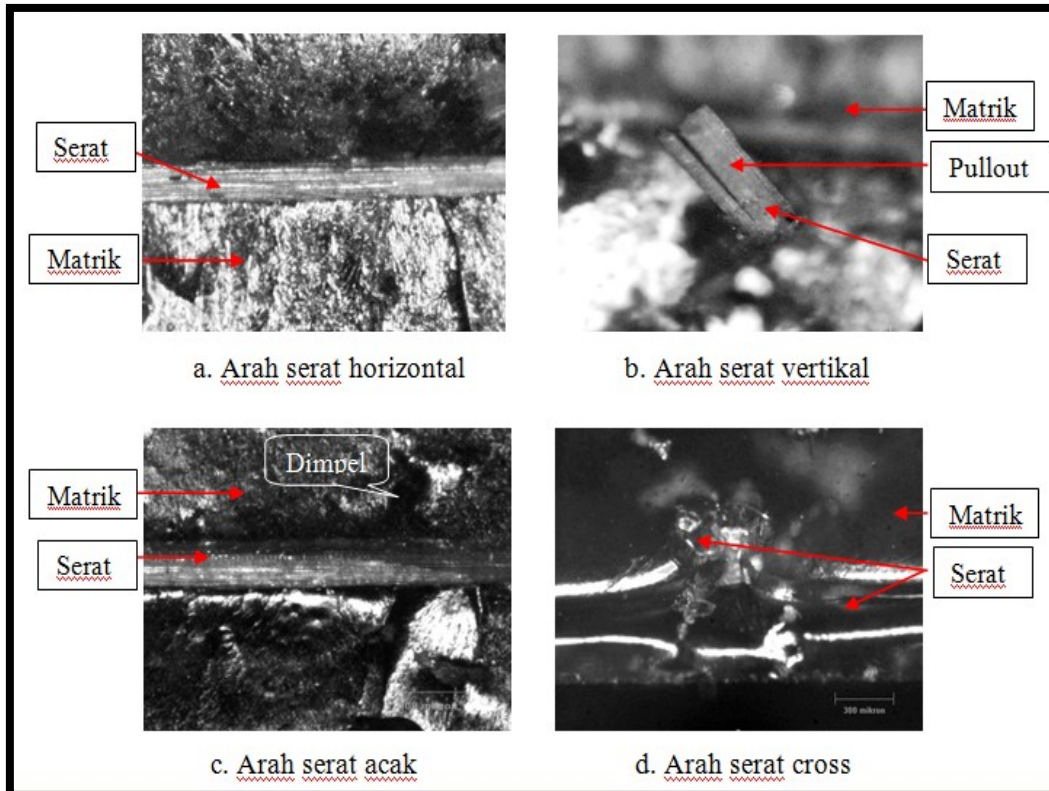 Serat
Matrik
Matrik
Pullout
Serat
a. Arah serat horizontal
b. Arah serat vertikal
Matrik
Dimpel
Serat
Matrik
Serat
300 mikron
c. Arah serat acak
d. Arah serat cross